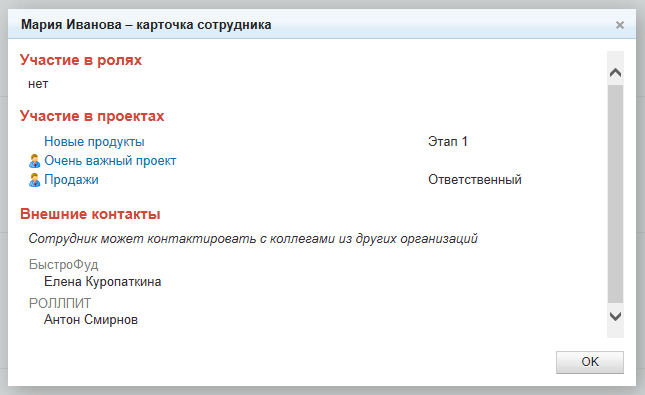 Мария Иванова – карточка сотрудника
Участие в ролях
нет
Участие в проектах
Новые продукты Этап 1
Очень важный проект
Продажи Ответственный
Внешние контакты
Сотрудник может контактировать с коллегами из других организаций
БыстроФуд
Елена Куропаткина
РОЛЛПИТ
Антон Смирнов
OK